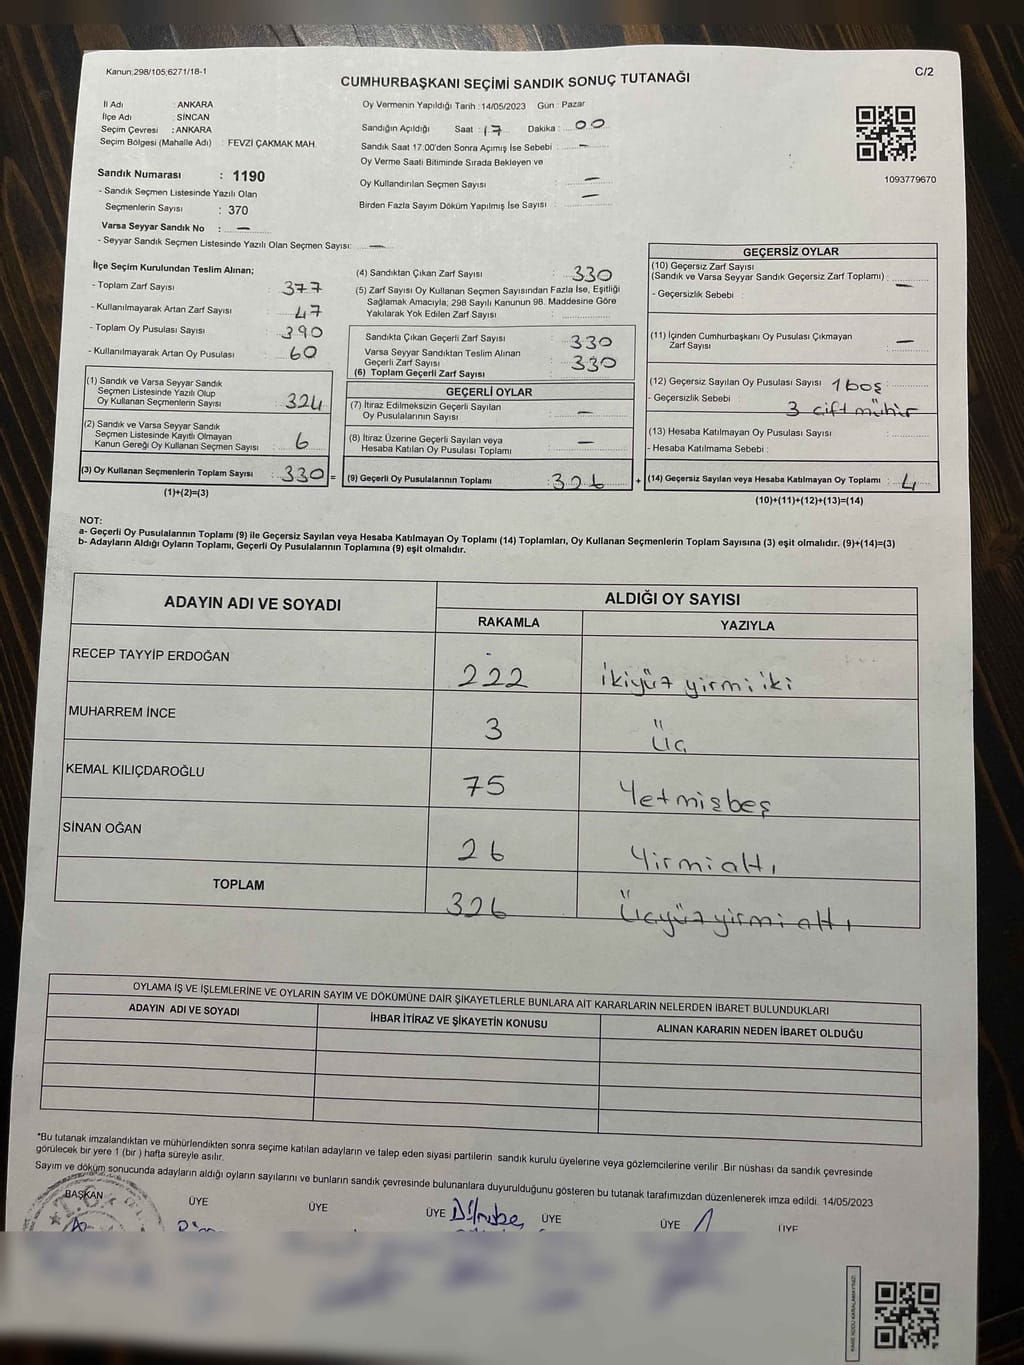 Kanun;298/105;6271/18-1
C/2
CUMHURBAŞKANI SEÇİMİ SANDIK SONUÇ TUTANAĞI
İl Adı : ANKARA
İlçe Adı : SİNCAN
Seçim Çevresi : ANKARA
Seçim Bölgesi (Mahalle Adı) : FEVZİ ÇAKMAK MAH.
Sandık Numarası : 1190
- Sandık Seçmen Listesinde Yazılı Olan
Seçmenlerin Sayısı : 370
Varsa Seyyar Sandık No : —
- Seyyar Sandık Seçmen Listesinde Yazılı Olan Seçmen Sayısı: —
Oy Vermenin Yapıldığı Tarih : 14/05/2023 Gün : Pazar
Sandığın Açıldığı Saat : 17 Dakika : 00
Sandık Saat 17.00'den Sonra Açımış İse Sebebi : —
Oy Verme Saati Bitiminde Sırada Bekleyen ve
Oy Kullandırılan Seçmen Sayısı : —
Birden Fazla Sayım Döküm Yapılmış İse Sayısı : —
1093779670
İlçe Seçim Kurulundan Teslim Alınan;
- Toplam Zarf Sayısı : 377
- Kullanılmayarak Artan Zarf Sayısı : 47
- Toplam Oy Pusulası Sayısı : 390
- Kullanılmayarak Artan Oy Pusulası : 60
(1) Sandık ve Varsa Seyyar Sandık
Seçmen Listesinde Yazılı Olup
Oy Kullanan Seçmenlerin Sayısı : 324
(2) Sandık ve Varsa Seyyar Sandık
Seçmen Listesinde Kayıtlı Olmayan
Kanun Gereği Oy Kullanan Seçmen Sayısı : 6
(3) Oy Kullanan Seçmenlerin Toplam Sayısı : 330 =
(1)+(2)=(3)
(4) Sandıktan Çıkan Zarf Sayısı : 330
(5) Zarf Sayısı Oy Kullanan Seçmen Sayısından Fazla İse, Eşitliği
Sağlamak Amacıyla; 298 Sayılı Kanunun 98. Maddesine Göre
Yakılarak Yok Edilen Zarf Sayısı :
Sandıkta Çıkan Geçerli Zarf Sayısı : 330
Varsa Seyyar Sandıktan Teslim Alınan
Geçerli Zarf Sayısı : 330
(6) Toplam Geçerli Zarf Sayısı :
GEÇERLİ OYLAR
(7) İtiraz Edilmeksizin Geçerli Sayılan
Oy Pusulalarının Sayısı : —
(8) İtiraz Üzerine Geçerli Sayılan veya
Hesaba Katılan Oy Pusulası Toplamı : —
(9) Geçerli Oy Pusulalarının Toplamı : 326 +
GEÇERSİZ OYLAR
(10) Geçersiz Zarf Sayısı
(Sandık ve Varsa Seyyar Sandık Geçersiz Zarf Toplamı) : —
- Geçersizlik Sebebi :
(11) İçinden Cumhurbaşkanı Oy Pusulası Çıkmayan
Zarf Sayısı : —
(12) Geçersiz Sayılan Oy Pusulası Sayısı : 1 boş
- Geçersizlik Sebebi : 3 çift mühür
(13) Hesaba Katılmayan Oy Pusulası Sayısı :
- Hesaba Katılmama Sebebi :
(14) Geçersiz Sayılan veya Hesaba Katılmayan Oy Toplamı : 4
(10)+(11)+(12)+(13)=(14)
NOT:
a- Geçerli Oy Pusulasının Toplamı (9) ile Geçersiz Sayılan veya Hesaba Katılmayan Oy Toplamı (14) Toplamları, Oy Kullanan Seçmenlerin Toplam Sayısına (3) eşit olmalıdır. (9)+(14)=(3)
b- Adayların Aldığı Oyların Toplamı, Geçerli Oy Pusulalarının Toplamına (9) eşit olmalıdır.
ADAYIN ADI VE SOYADI
ALDIĞI OY SAYISI
RAKAMLA YAZIYLA
RECEP TAYYİP ERDOĞAN 222 ikiyüz yirmi iki
MUHARREM İNCE 3 üç
KEMAL KILIÇDAROĞLU 75 Yetmişbeş
SİNAN OĞAN 26 Yirmialtı
TOPLAM 326 Üçyüzyirmialtı
OYLAMA İŞ VE İŞLEMLERİNE VE OYLARIN SAYIM VE DÖKÜMÜNE DAİR ŞİKAYETLERLE BUNLARA AİT KARARLARIN NELERDEN İBARET BULUNDUKLARI
ADAYIN ADI VE SOYADI İHBAR İTİRAZ VE ŞİKAYETİN KONUSU ALINAN KARARIN NEDEN İBARET OLDUĞU
*Bu tutanak imzalandıktan ve mühürlendikten sonra seçime katılan adayların ve talep eden siyasi partilerin sandık kurulu üyelerine veya gözlemcilerine verilir .Bir nüshası da sandık çevresinde
görülecek bir yere 1 (bir ) hafta süreyle asılır.
Sayım ve döküm sonucunda adayların aldığı oyların sayılarını ve bunların sandık çevresinde bulunanlara duyurulduğunu gösteren bu tutanak tarafımızdan düzenlenerek imza edildi. 14/05/2023
BAŞKAN ÜYE ÜYE ÜYE ÜYE ÜYE ÜYE
T.C.
Dilrube